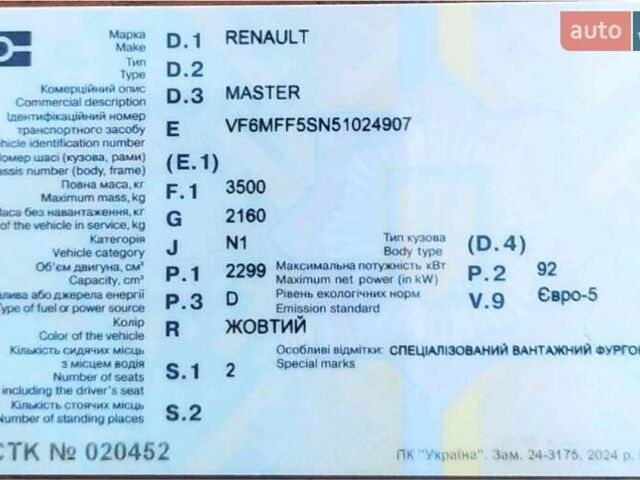 auto
Марка
Make D.1 RENAULT
Тип
Type D.2
Комерційний опис
Commercial description D.3 MASTER
Ідентифікаційний номер
транспортного засобу
vehicle identification number E VF6MFF5SN51024907
Номер шасі (кузова, рами)
chassis number (body, frame) (E.1)
Повна маса, кг
Maximum mass, kg F.1 3500
Маса без навантаження, кг
of the vehicle in service, kg G 2160
Категорія
Vehicle category J N1 Тип кузова
Body type (D.4)
Об'єм двигуна, см³
Capacity, cm³ P.1 2299 Максимальна потужність кВт
Maximum net power (in kW) P.2 92
палива або джерела енергії
Type of fuel or power source P.3 D Рівень екологічних норм
Emission standard V.9 Євро-5
Колір
Color of the vehicle R ЖОВТИЙ
Кількість сидячих місць
з місцем водія
Number of seats
including the driver's seat S.1 2 Особливі відмітки: СПЕЦІАЛІЗОВАНИЙ ВАНТАЖНИЙ ФУРГО
Special marks
Кількість стоячих місць
Number of standing places S.2
СТК № 020452
ПК "Україна". Зам. 24-3175. 2024 р.